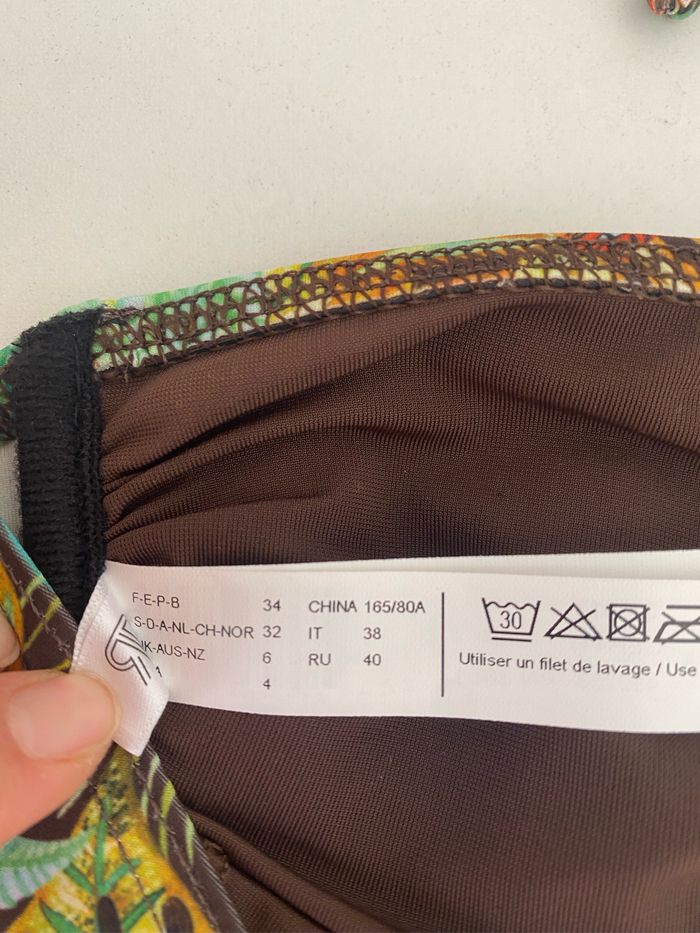 F-E-P-B 34 CHINA 165/80A
S-D-A-NL-CH-NOR 32 IT 38
-AUS-NZ 6 RU 40
4
30
Utiliser un filet de lavage / Use